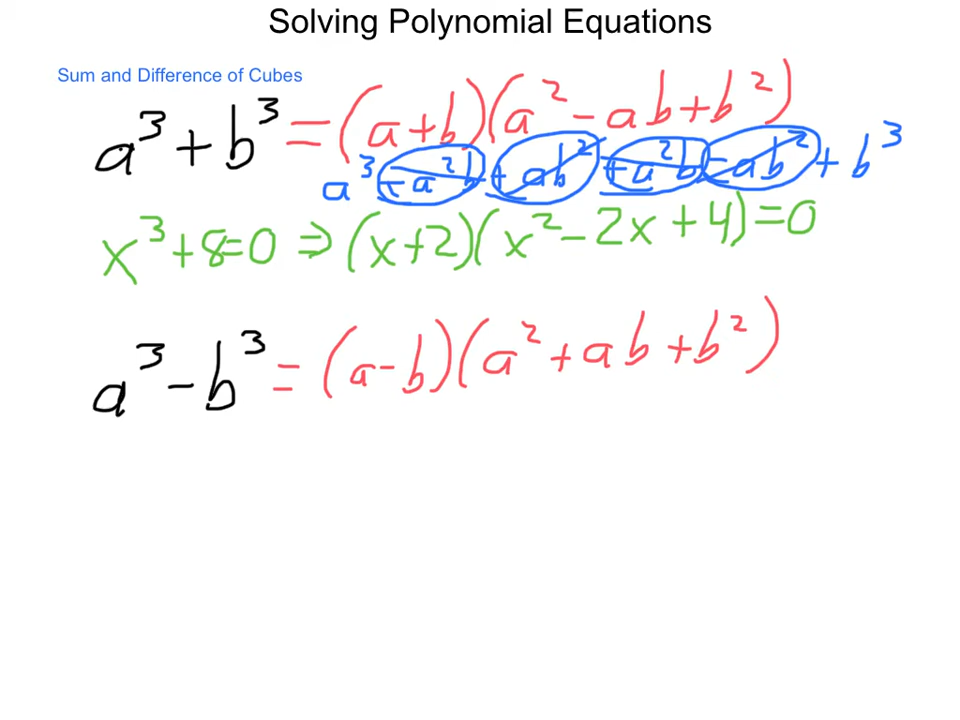 Solving Polynomial Equations
Sum and Difference of Cubes
a³ + b³ = (a+b)(a² - ab + b²)
a³ - a²b + ab² + a²b - ab² + b³
x³ + 8 = 0 ⇒ (x+2)(x² - 2x + 4) = 0
a³ - b³ = (a-b)(a² + ab + b²)